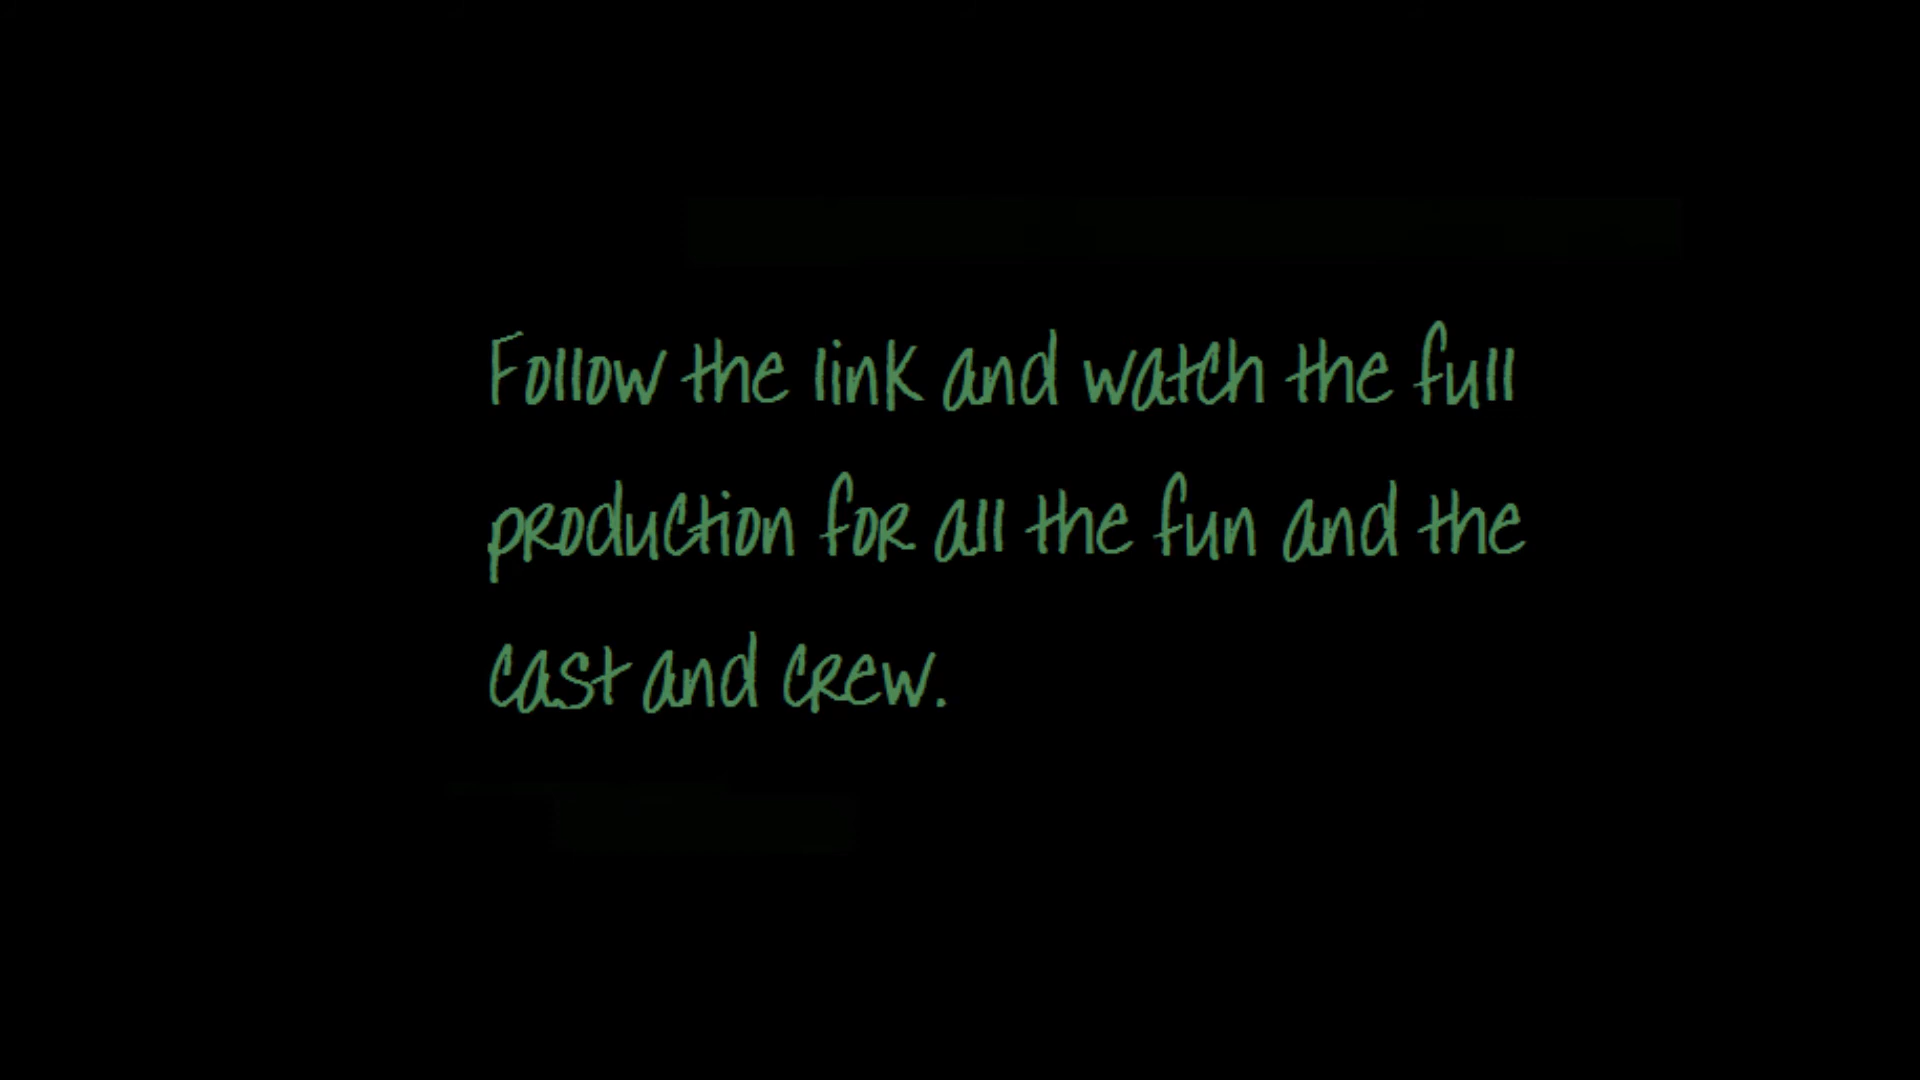 Follow the link and watch the full
production for all the fun and the
cast and crew.